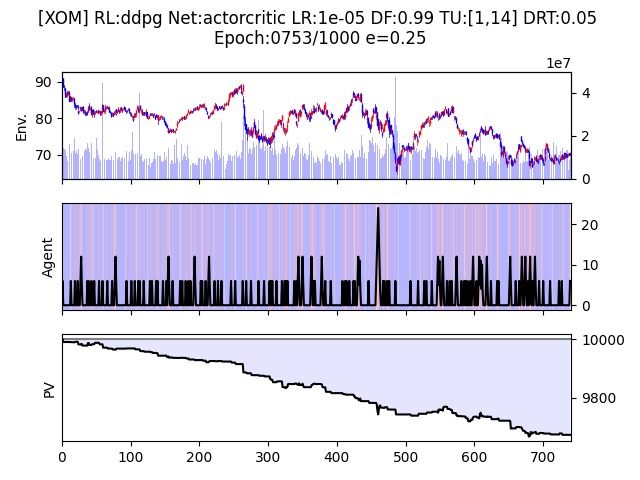 [XOM] RL:ddpg Net:actorcritic LR:1e-05 DF:0.99 TU:[1,14] DRT:0.05
Epoch:0753/1000 e=0.25
1e7
90
80
70
Env.
4
2
0
Agent
20
10
0
PV
10000
9800
0 100 200 300 400 500 600 700